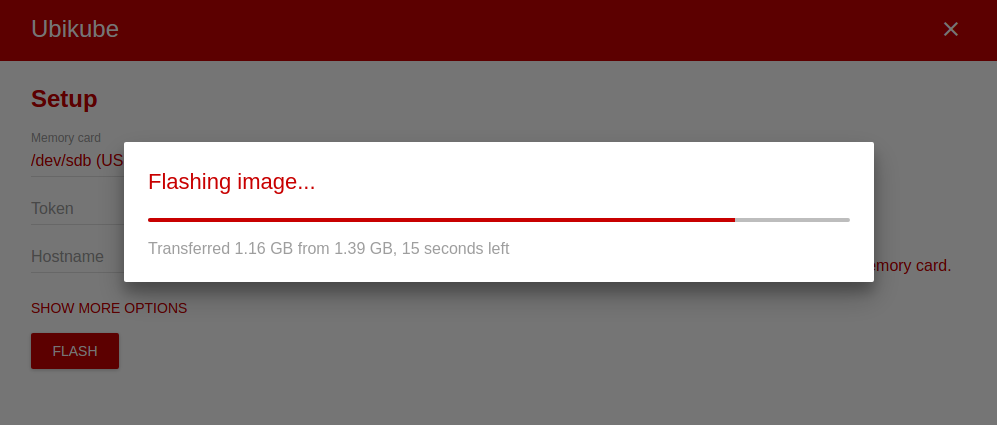 Ubikube
Setup
Memory card
/dev/sdb (US
Token
Hostname
Flashing image...
Transferred 1.16 GB from 1.39 GB, 15 seconds left
card.
SHOW MORE OPTIONS
FLASH